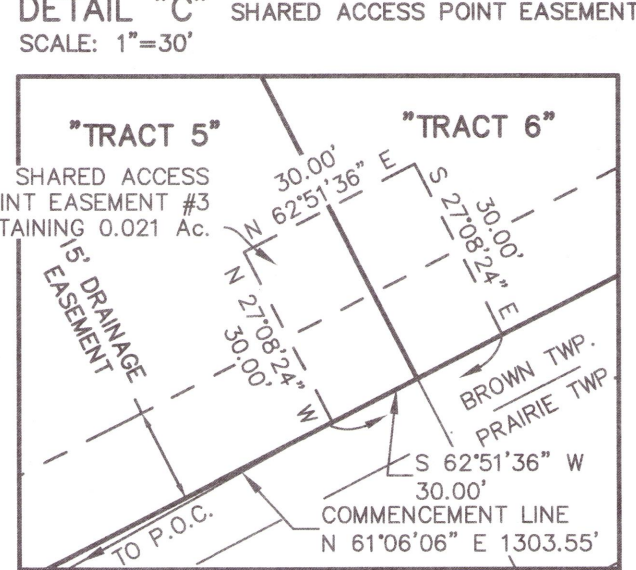 DETAIL "C" SHARED ACCESS POINT EASEMENT
SCALE: 1"=30'
"TRACT 5"
"TRACT 6"
SHARED ACCESS
INT EASEMENT #3
TAINING 0.021 Ac.
30.00'
N 62°51'36" E
S 27°08'24" E
30.00'
15' DRAINAGE
EASEMENT
N 27°08'24" W
30.00'
BROWN TWP.
PRAIRIE TWP.
S 62°51'36" W
30.00'
COMMENCEMENT LINE
N 61°06'06" E 1303.55'
TO P.O.C.